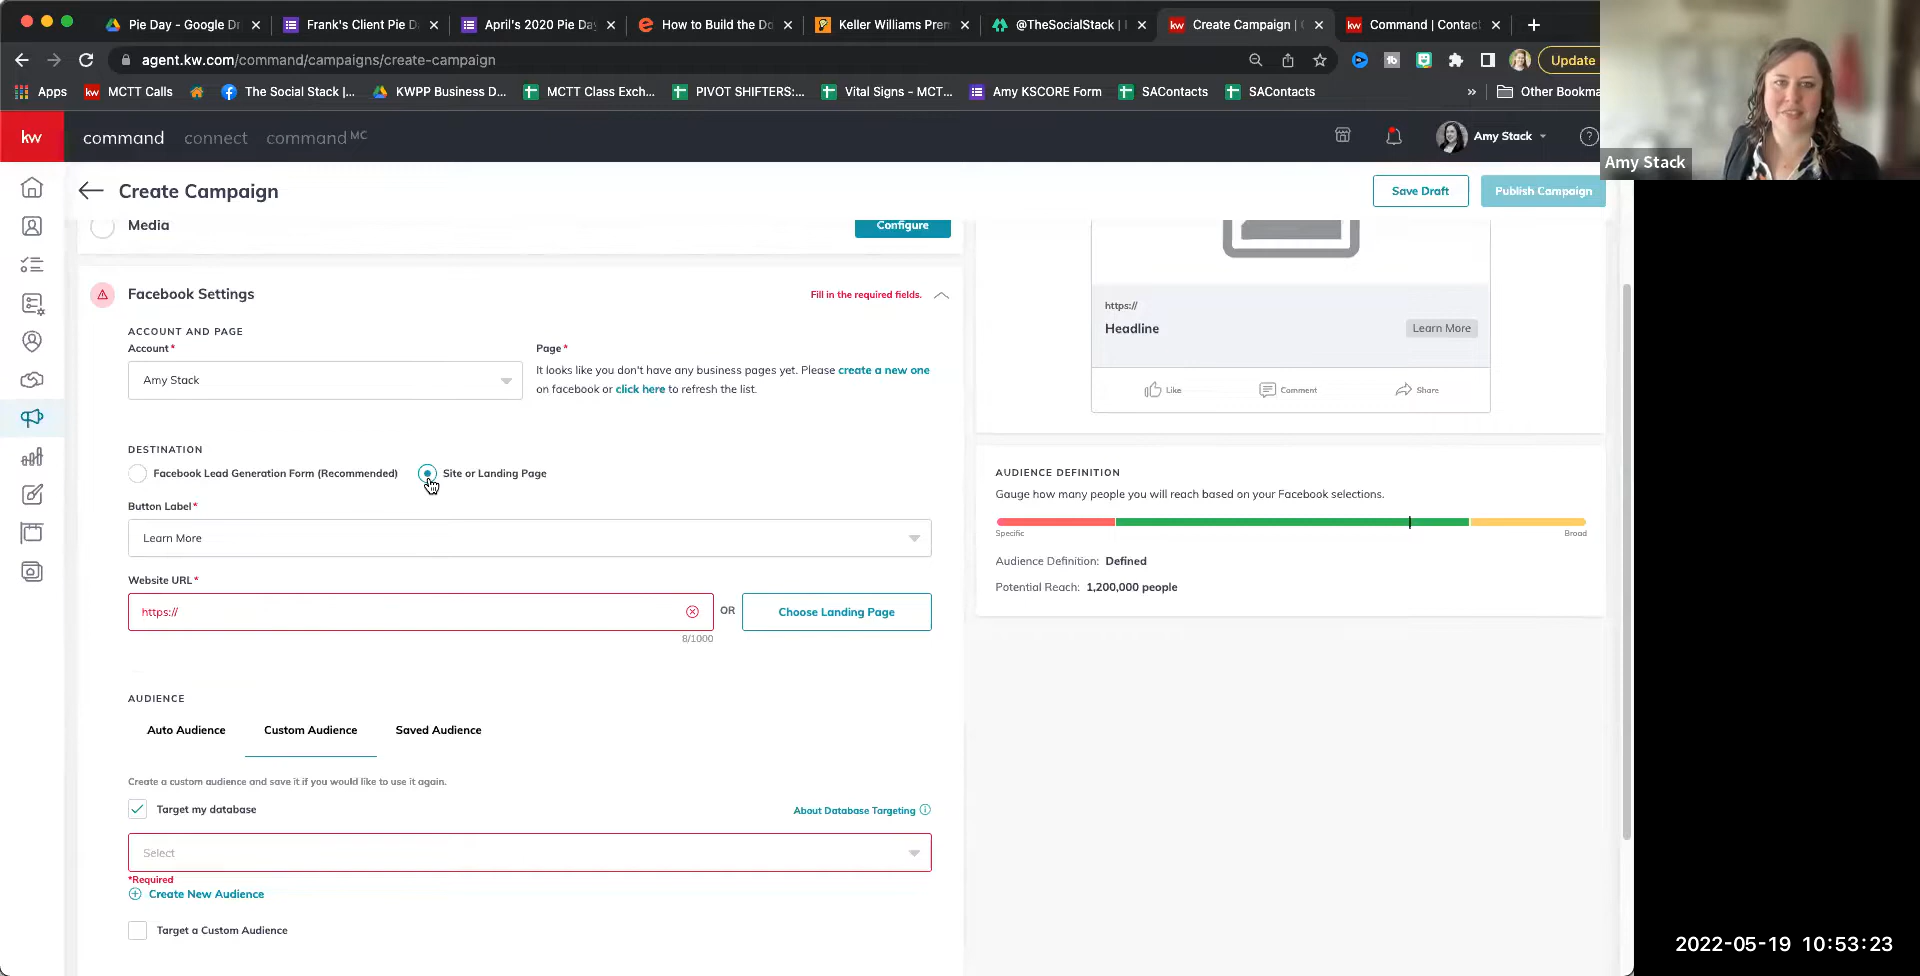 Pie Day - Google Dr
Frank's Client Pie D
April's 2020 Pie Day
How to Build the Do
Keller Williams Prem
@TheSocialStack |
Create Campaign |
Command | Contac
agent.kw.com/command/campaigns/create-campaign
Update
Apps
MCTT Calls
The Social Stack |...
KWPP Business D...
MCTT Class Exch...
PIVOT SHIFTERS:...
Vital Signs - MCT...
Amy KSCORE Form
SAContacts
SAContacts
»
Other Bookma
kw
command
connect
command MC
Amy Stack
Amy Stack
Create Campaign
Save Draft
Publish Campaign
Media
Configure
Facebook Settings
Fill in the required fields.
ACCOUNT AND PAGE
Account*
Amy Stack
Page*
It looks like you don't have any business pages yet. Please create a new one
on facebook or click here to refresh the list.
DESTINATION
Facebook Lead Generation Form (Recommended)
Site or Landing Page
Button Label*
Learn More
Website URL*
https://
OR
Choose Landing Page
8/1000
AUDIENCE
Auto Audience
Custom Audience
Saved Audience
Create a custom audience and save it if you would like to use it again.
Target my database
About Database Targeting
Select
*Required
Create New Audience
Target a Custom Audience
https://
Headline
Learn More
Like
Comment
Share
AUDIENCE DEFINITION
Gauge how many people you will reach based on your Facebook selections.
Specific
Broad
Audience Definition: Defined
Potential Reach: 1,200,000 people
2022-05-19 10:53:23